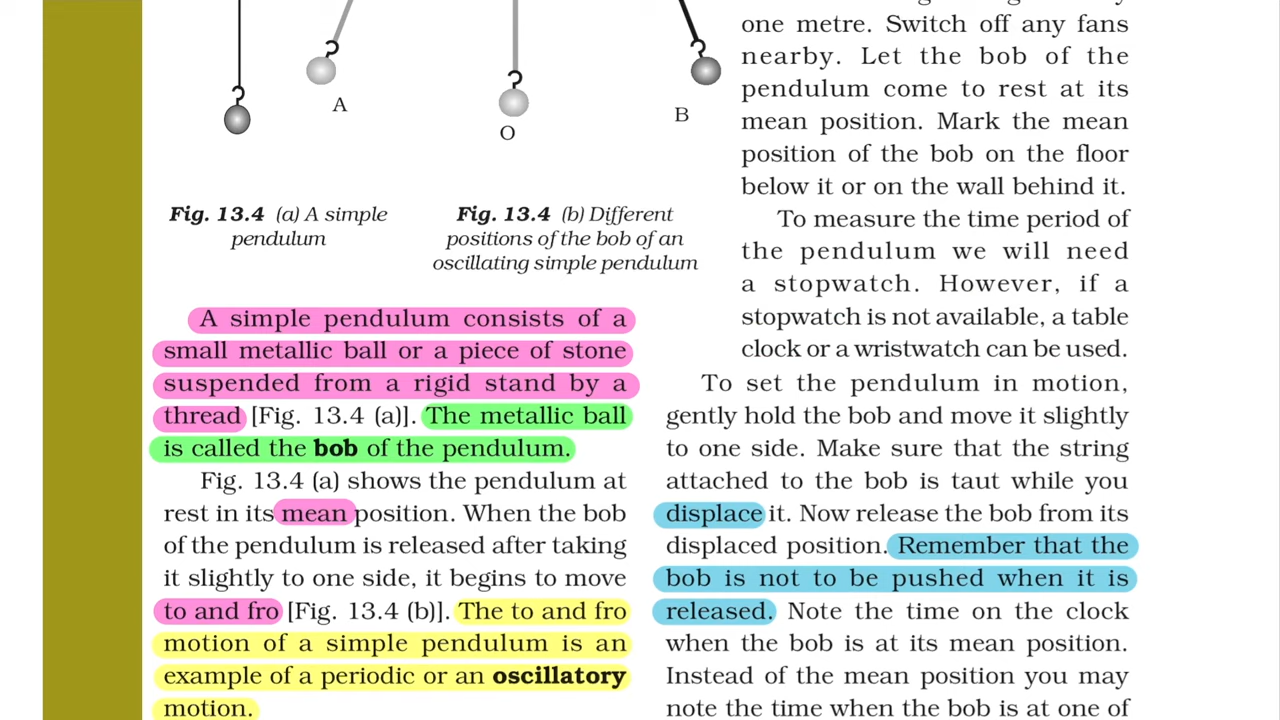 A
O
B
Fig. 13.4 (a) A simple
pendulum
Fig. 13.4 (b) Different
positions of the bob of an
oscillating simple pendulum
A simple pendulum consists of a
small metallic ball or a piece of stone
suspended from a rigid stand by a
thread [Fig. 13.4 (a)]. The metallic ball
is called the bob of the pendulum.
Fig. 13.4 (a) shows the pendulum at
rest in its mean position. When the bob
of the pendulum is released after taking
it slightly to one side, it begins to move
to and fro [Fig. 13.4 (b)]. The to and fro
motion of a simple pendulum is an
example of a periodic or an oscillatory
motion.
one metre. Switch off any fans
nearby. Let the bob of the
pendulum come to rest at its
mean position. Mark the mean
position of the bob on the floor
below it or on the wall behind it.
To measure the time period of
the pendulum we will need
a stopwatch. However, if a
stopwatch is not available, a table
clock or a wristwatch can be used.
To set the pendulum in motion,
gently hold the bob and move it slightly
to one side. Make sure that the string
attached to the bob is taut while you
displace it. Now release the bob from its
displaced position. Remember that the
bob is not to be pushed when it is
released. Note the time on the clock
when the bob is at its mean position.
Instead of the mean position you may
note the time when the bob is at one of